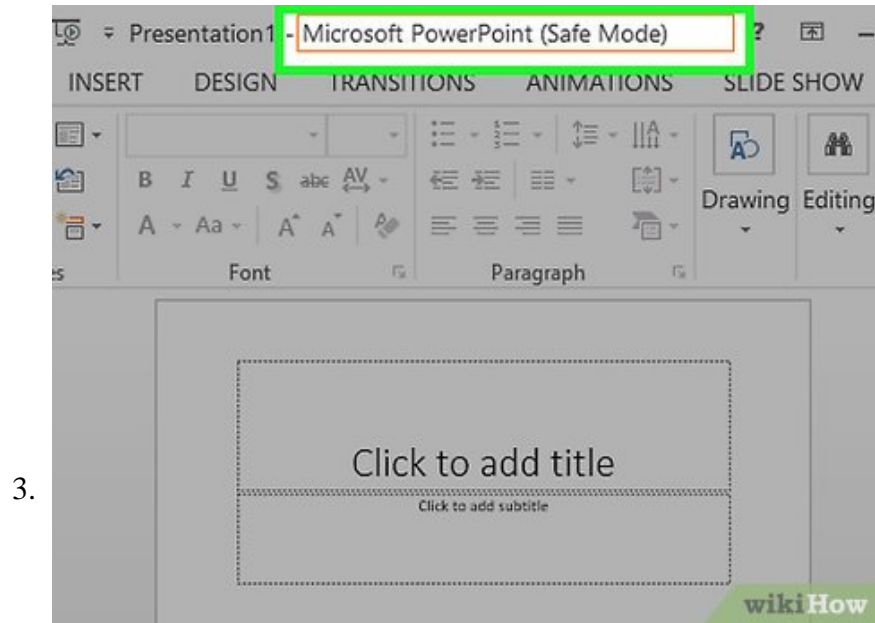 Presentation1 - Microsoft PowerPoint (Safe Mode) ?
INSERT DESIGN TRANSITIONS ANIMATIONS SLIDE SHOW
B I U S abc AV
A Aa A A
Drawing Editing
Font Paragraph
Click to add title
3.
Click to add subtitle
wikiHow